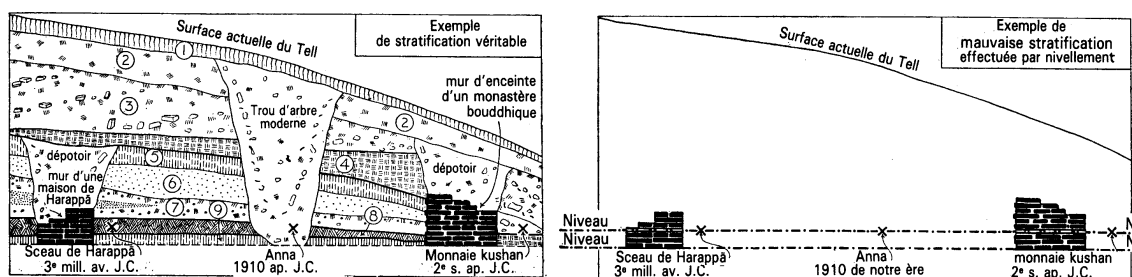 Surface actuelle du Tell
Exemple
de stratification véritable
①
②
③
Trou d'arbre
moderne
mur d'enceinte
d'un monastère
bouddhique
②
dépotoir
mur d'une
maison de
Harappā
⑤
⑥
⑦
⑨
④
⑧
dépotoir
Sceau de Harappā
3e mill. av. J.C.
Anna
1910 ap. J.C.
Monnaie kushan
2e s. ap. J.C.
Surface actuelle du Tell
Exemple de
mauvaise stratification
effectuée par nivellement
Niveau
Niveau
N
N
Sceau de Harappā
3e mill. av. J.C.
Anna
1910 de notre ère
monnaie kushan
2e s. ap. J.C.